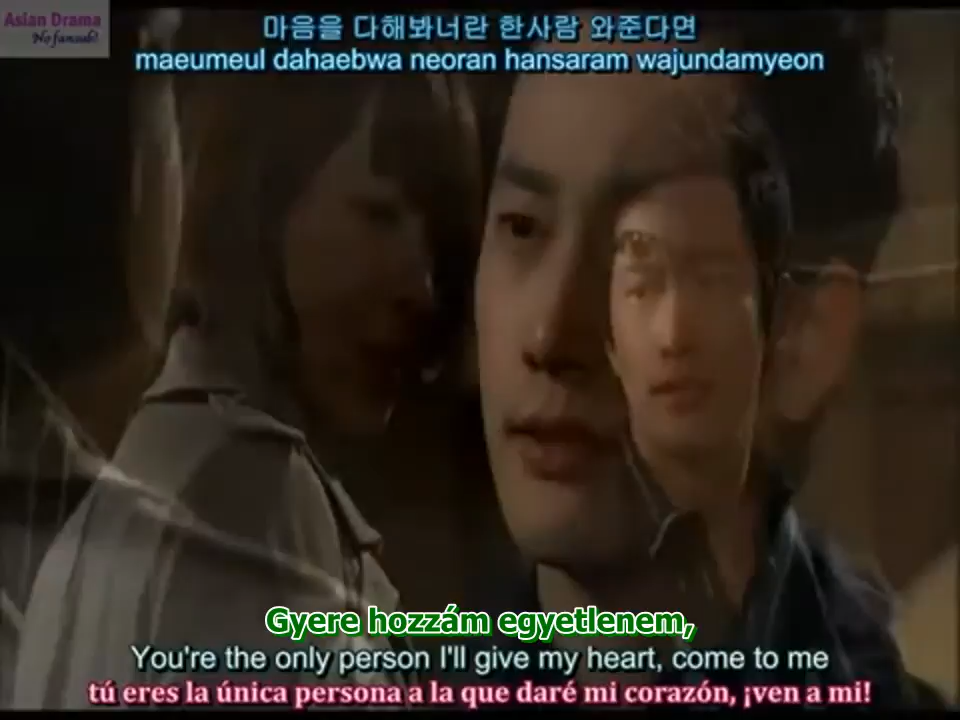 Asian Drama
No fansub!
마음을 다해봐너란 한사람 와준다면
maeumeul dahaebwa neoran hansaram wajundamyeon
Gyere hozzám egyetlenem,
You're the only person I'll give my heart, come to me
tú eres la única persona a la que daré mi corazón, ¡ven a mi!